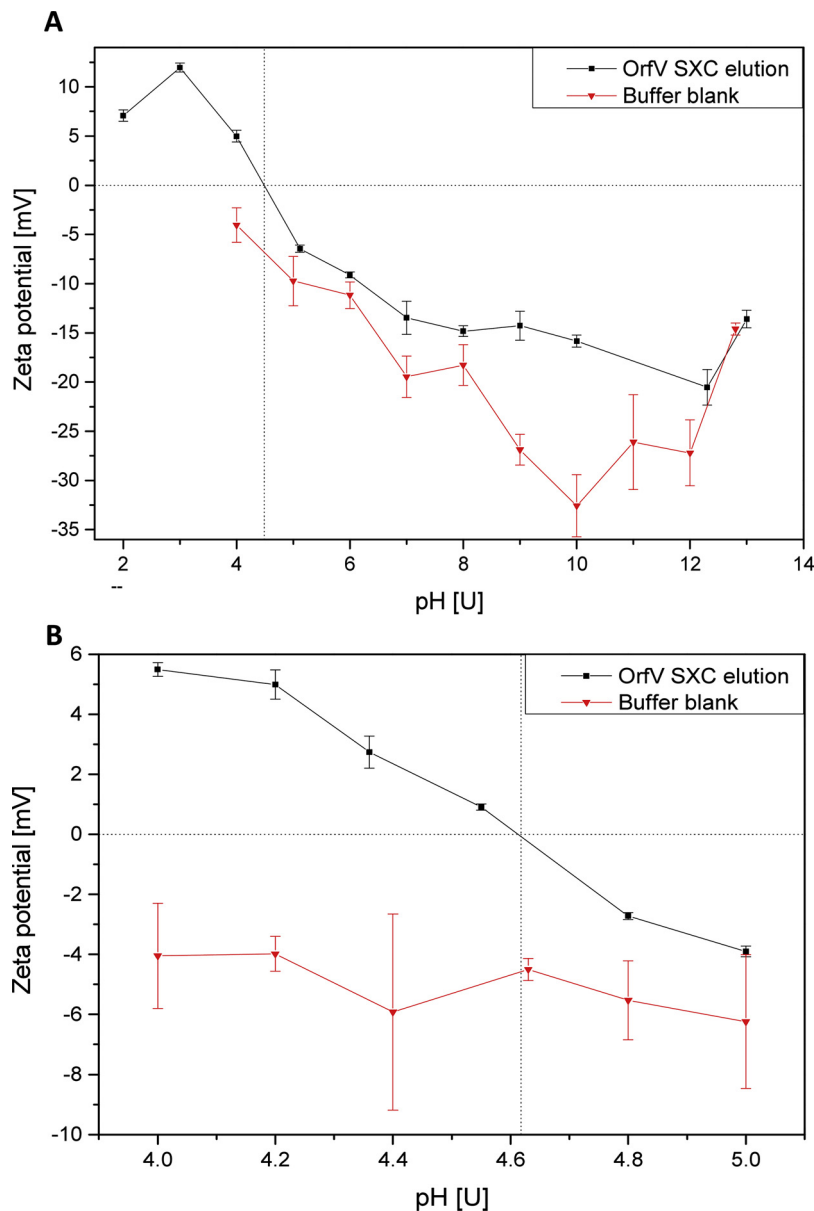 A
OrfV SXC elution
Buffer blank
10
5
0
-5
-10
-15
-20
-25
-30
-35
Zeta potential [mV]
2 4 6 8 10 12 14
--
pH [U]
B
OrfV SXC elution
Buffer blank
6
4
2
0
-2
-4
-6
-8
-10
Zeta potential [mV]
4.0 4.2 4.4 4.6 4.8 5.0
pH [U]